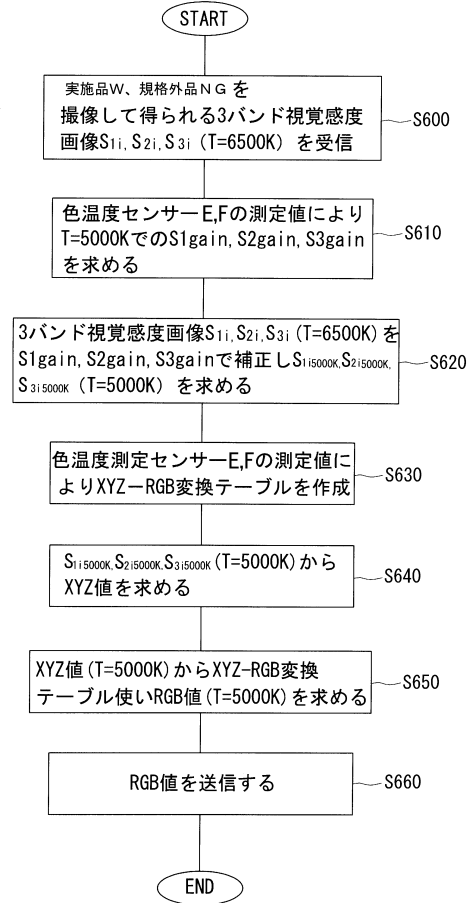 START
実施品W、規格外品NGを
撮像して得られる3バンド視覚感度
画像S1i,S2i,S3i(T=6500K)を受信
S600
色温度センサーE,Fの測定値により
T=5000KでのS1gain,S2gain,S3gain
を求める
S610
3バンド視覚感度画像S1i,S2i,S3i(T=6500K)を
S1gain,S2gain,S3gainで補正しS1i5000K,S2i5000K,
S3i5000K(T=5000K)を求める
S620
色温度測定センサーE,Fの測定値に
よりXYZーRGB変換テーブルを作成
S630
S1i5000K,S2i5000K,S3i5000K(T=5000K)から
XYZ値を求める
S640
XYZ値(T=5000K)からXYZ-RGB変換
テーブル使いRGB値(T=5000K)を求める
S650
RGB値を送信する
S660
END